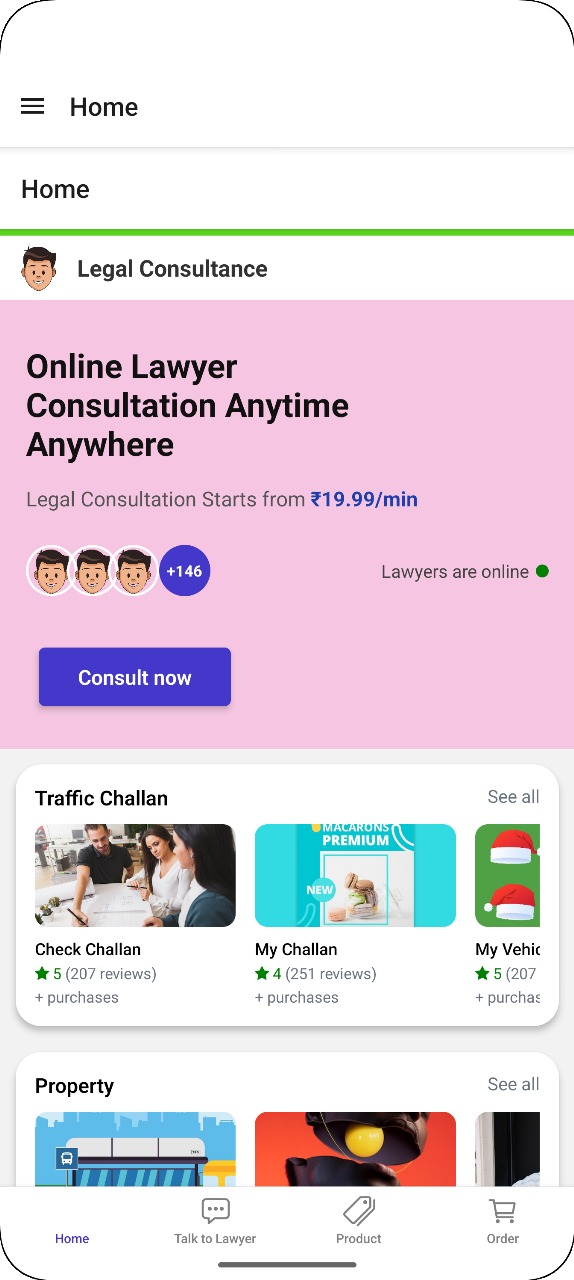 Home
Home
Legal Consultance
Online Lawyer
Consultation Anytime
Anywhere
Legal Consultation Starts from ₹19.99/min
+146
Lawyers are online
Consult now
Traffic Challan
See all
MACARONS
PREMIUM
NEW
Check Challan
My Challan
My Vehic
5 (207 reviews)
4 (251 reviews)
5 (207
+ purchases
+ purchases
+ purchas
Property
See all
Home
Talk to Lawyer
Product
Order